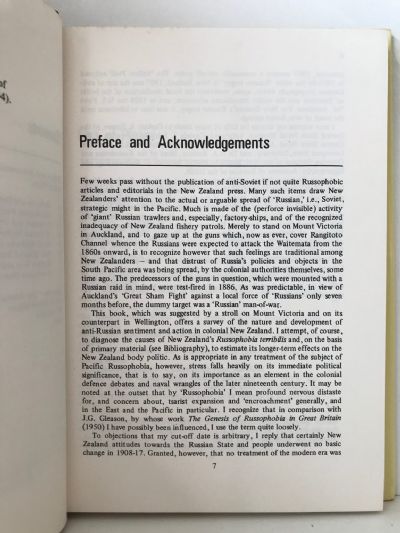 of
4).
Preface and Acknowledgements
Few weeks pass without the publication of anti-Soviet if not quite Russophobic
articles and editorials in the New Zealand press. Many such items draw New
Zealanders' attention to the actual or arguable spread of 'Russian,' i.e., Soviet,
strategic might in the Pacific. Much is made of the (perforce invisible) activity
of 'giant' Russian trawlers and, especially, factory-ships, and of the recognized
inadequacy of New Zealand fishery patrols. Merely to stand on Mount Victoria
in Auckland, and to gaze up at the guns which, now as ever, cover Rangitoto
Channel whence the Russians were expected to attack the Waitemata from the
1860s onward, is to recognize however that such feelings are traditional among
New Zealanders — and that distrust of Russia's policies and objects in the
South Pacific area was being spread, by the colonial authorities themselves, some
time ago. The predecessors of the guns in question, which were mounted with a
Russian raid in mind, were test-fired in 1886. As was predictable, in view of
Auckland's 'Great Sham Fight' against a local force of 'Russians' only seven
months before, the dummy target was a 'Russian' man-of-war.
This book, which was suggested by a stroll on Mount Victoria and on its
counterpart in Wellington, offers a survey of the nature and development of
anti-Russian sentiment and action in colonial New Zealand. I attempt, of course,
to diagnose the causes of New Zealand's Russophobia terribilis and, on the basis
of primary material (see Bibliography), to estimate its longer-term effects on the
New Zealand body politic. As is appropriate in any treatment of the subject of
Pacific Russophobia, however, stress falls heavily on its immediate political
significance, that is to say, on its importance as an element in the colonial
defence debates and naval wrangles of the later nineteenth century. It may be
noted at the outset that by 'Russophobia' I mean profound nervous distaste
for, and concern about, tsarist expansion and 'encroachment' generally, and
in the East and the Pacific in particular. I recognize that in comparison with
J.G. Gleason, by whose work The Genesis of Russophobia in Great Britain
(1950) I have possibly been influenced, I use the term quite loosely.
To objections that my cut-off date is arbitrary, I reply that certainly New
Zealand attitudes towards the Russian State and people underwent no basic
change in 1908-17. Granted, however, that no treatment of the modern era was
7